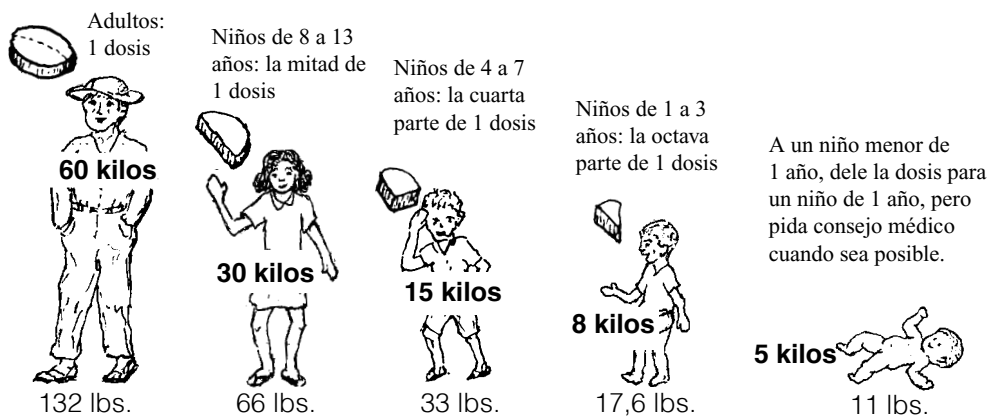 Adultos:
1 dosis
60 kilos
132 lbs.
Niños de 8 a 13
años: la mitad de
1 dosis
30 kilos
66 lbs.
Niños de 4 a 7
años: la cuarta
parte de 1 dosis
15 kilos
33 lbs.
Niños de 1 a 3
años: la octava
parte de 1 dosis
8 kilos
17,6 lbs.
A un niño menor de
1 año, dele la dosis para
un niño de 1 año, pero
pida consejo médico
cuando sea posible.
5 kilos
11 lbs.